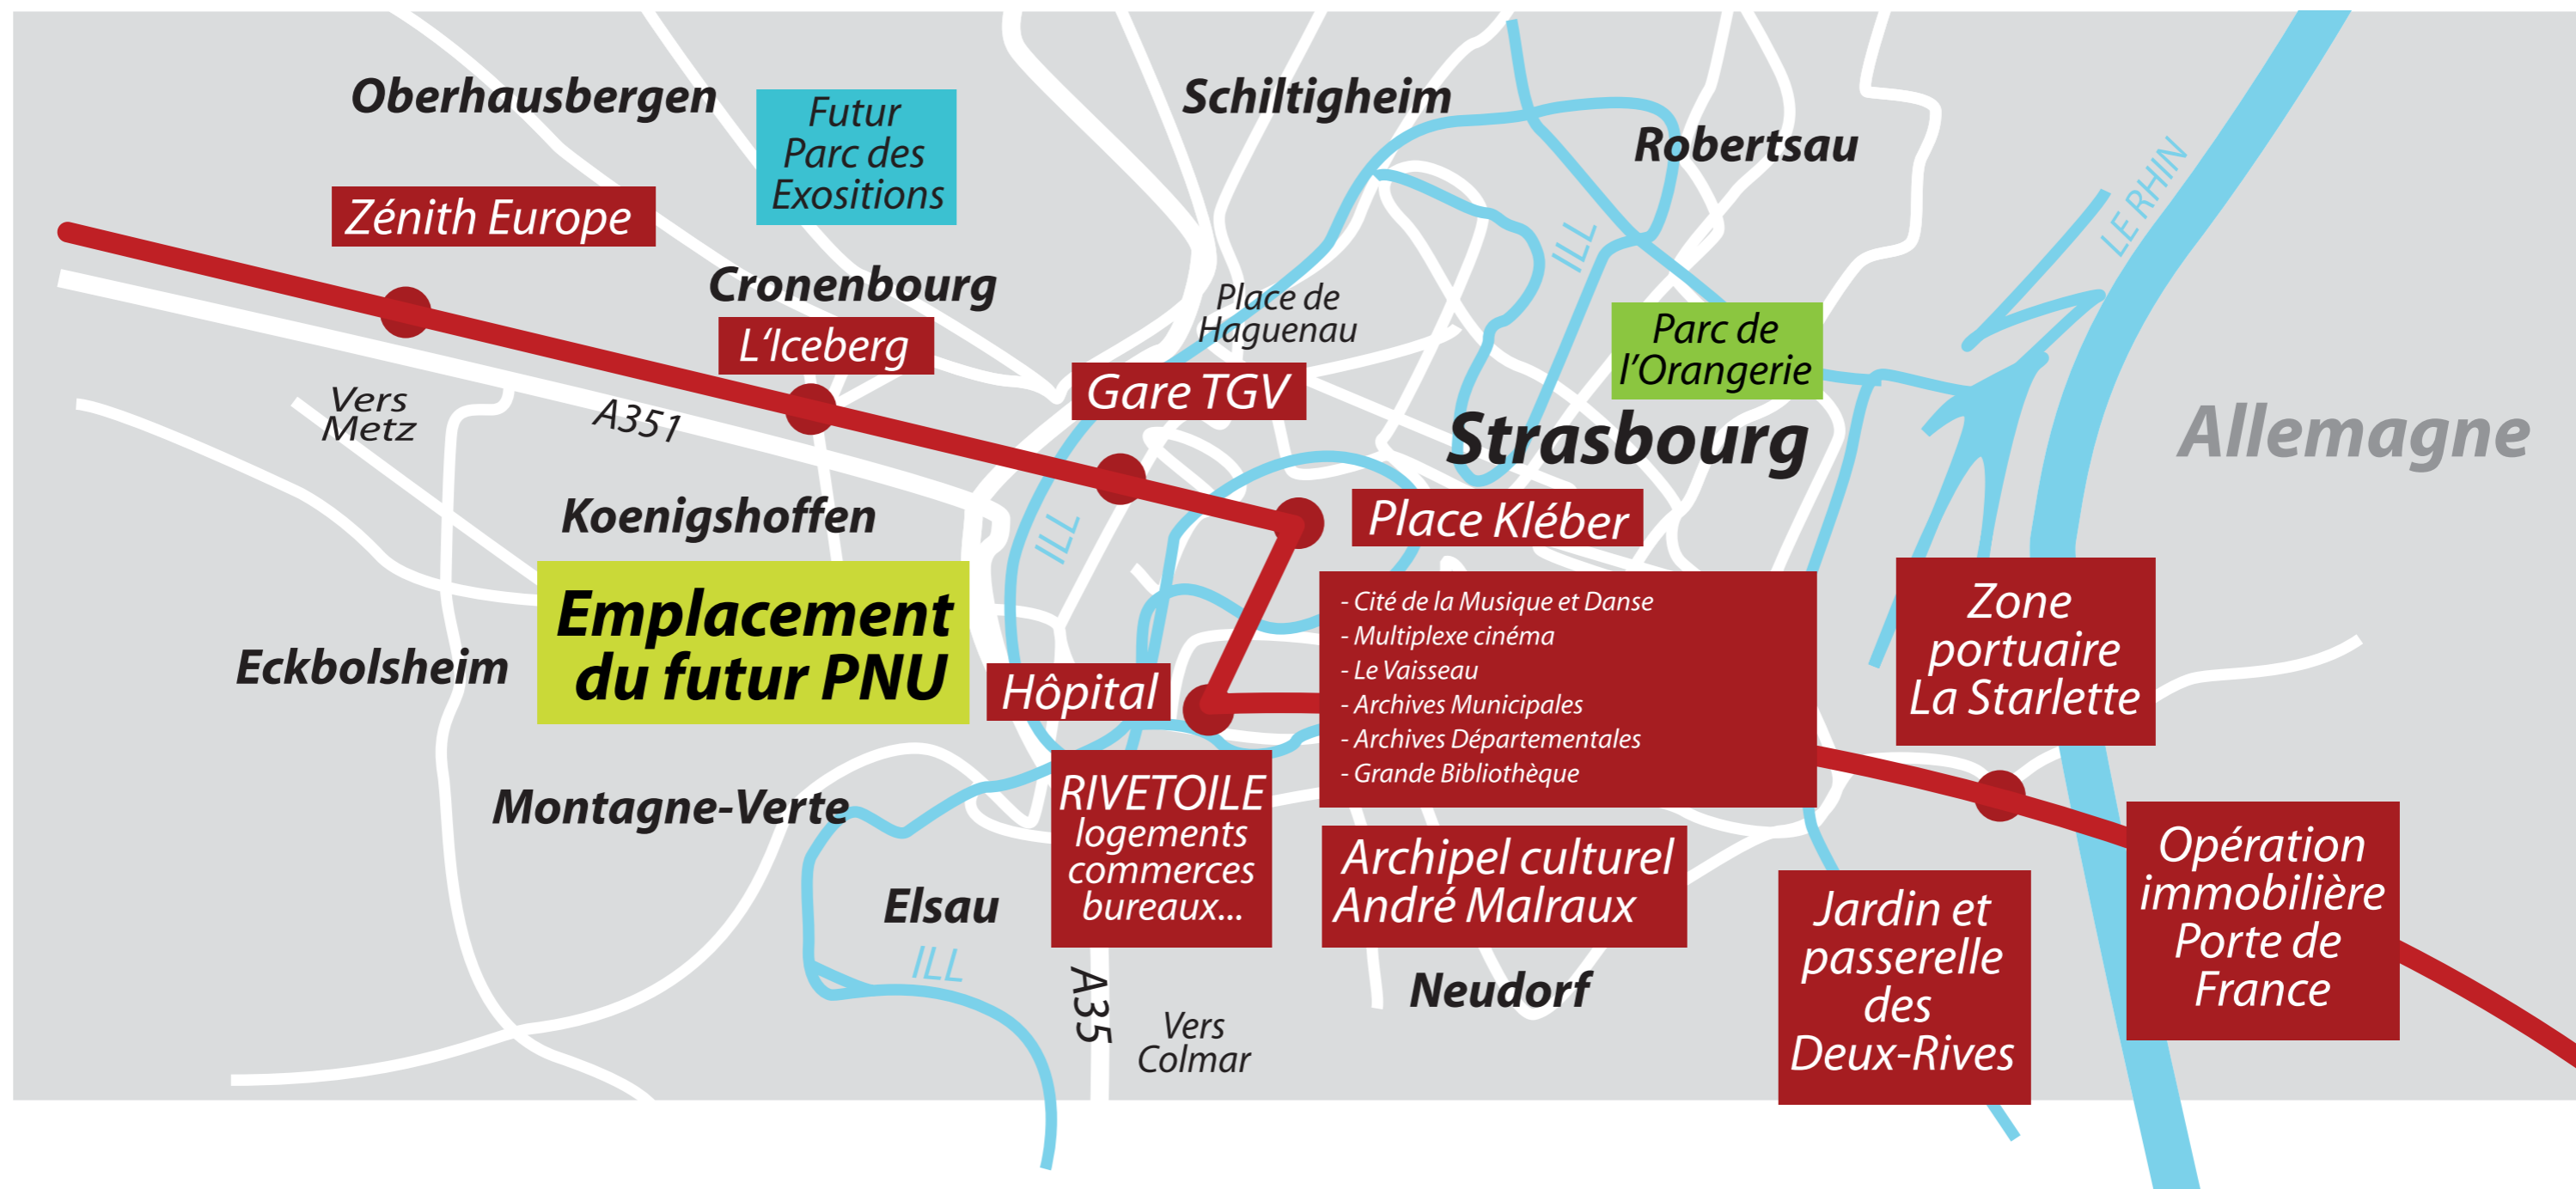 Oberhausbergen
Futur
Parc des
Exositions
Schiltigheim
Robertsau
LE RHIN
Zénith Europe
Cronenbourg
L'Iceberg
ILL
Place de
Haguenau
Parc de
l'Orangerie
Gare TGV
Vers
Metz
A351
Strasbourg
Allemagne
Koenigshoffen
ILL
Place Kléber
Emplacement
du futur PNU
Eckbolsheim
Hôpital
- Cité de la Musique et Danse
- Multiplexe cinéma
- Le Vaisseau
- Archives Municipales
- Archives Départementales
- Grande Bibliothèque
Zone
portuaire
La Starlette
Montagne-Verte
RIVETOILE
logements
commerces
bureaux...
Archipel culturel
André Malraux
Opération
immobilière
Porte de
France
Jardin et
passerelle
des
Deux-Rives
Elsau
ILL
A35
Vers
Colmar
Neudorf